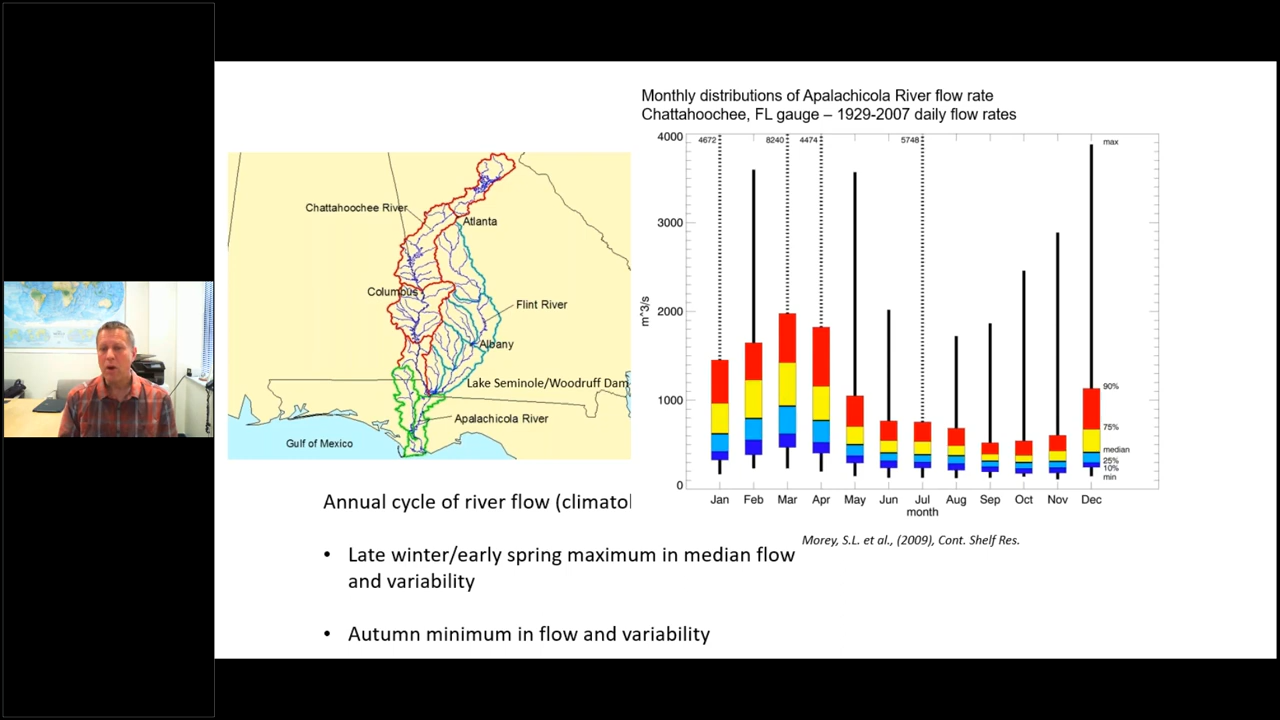 Monthly distributions of Apalachicola River flow rate
Chattahoochee, FL gauge – 1929-2007 daily flow rates
4000
3000
2000
1000
0
m^3/s
4672
8240
4474
5748
max
90%
75%
median
25%
10%
min
Jan Feb Mar Apr May Jun Jul Aug Sep Oct Nov Dec
month
Morey, S.L. et al., (2009), Cont. Shelf Res.
Chattahoochee River
Atlanta
Columbus
Flint River
Albany
Lake Seminole/Woodruff Dam
Apalachicola River
Gulf of Mexico
Annual cycle of river flow (climatol
• Late winter/early spring maximum in median flow
and variability
• Autumn minimum in flow and variability